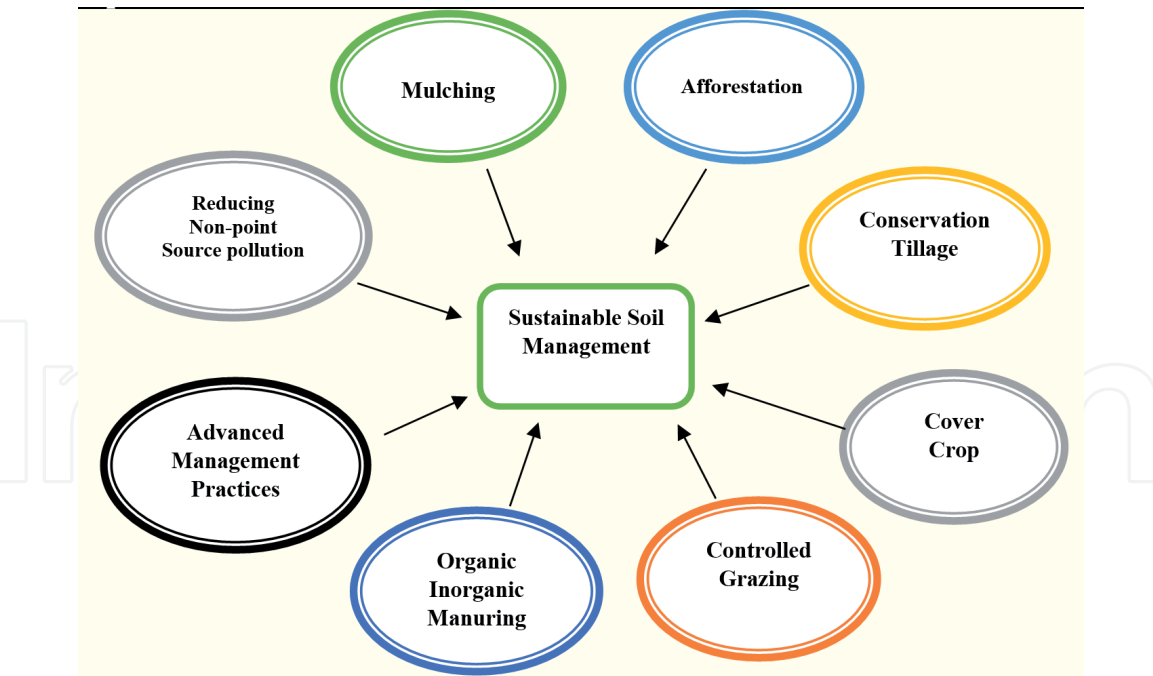 Mulching
Afforestation
Reducing
Non-point
Source pollution
Conservation
Tillage
Sustainable Soil
Management
Advanced
Management
Practices
Cover
Crop
Organic
Inorganic
Manuring
Controlled
Grazing